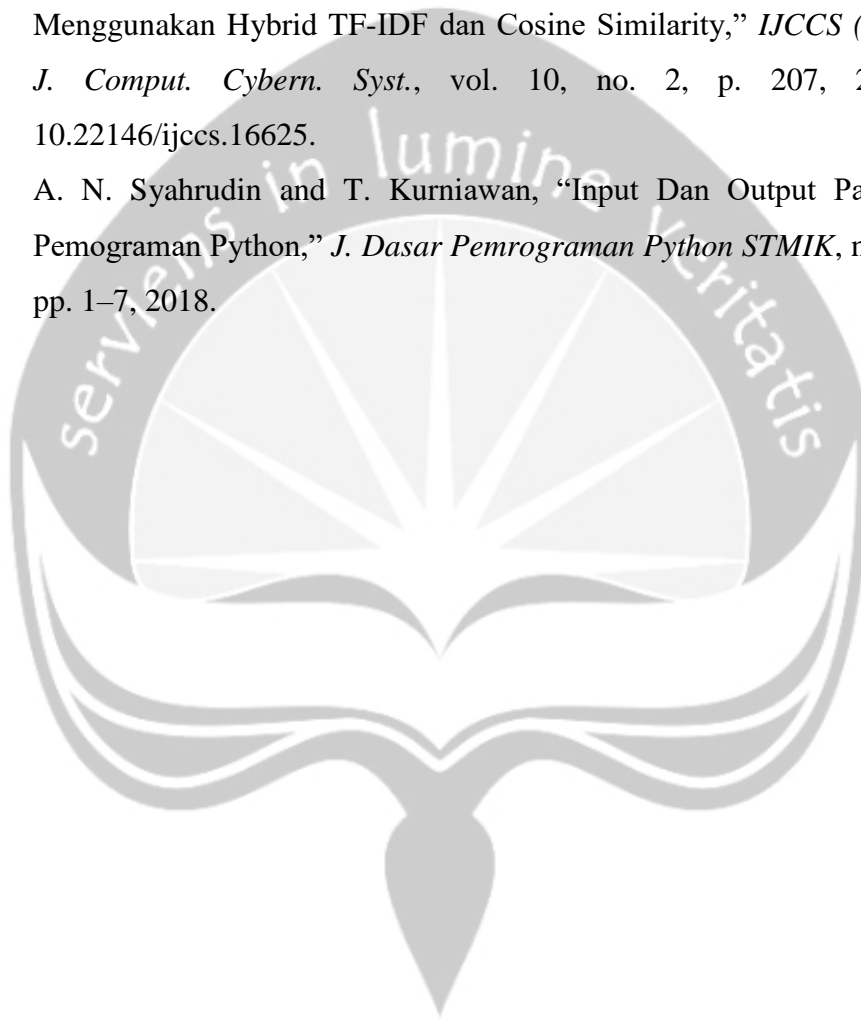 Menggunakan Hybrid TF-IDF dan Cosine Similarity,” IJCCS (
J. Comput. Cybern. Syst., vol. 10, no. 2, p. 207,
10.22146/ijccs.16625.
A. N. Syahrudin and T. Kurniawan, “Input Dan Output
Pemograman Python,” J. Dasar Pemrograman Python STMIK,
pp. 1–7, 2018.
serviens in lumine veritatis